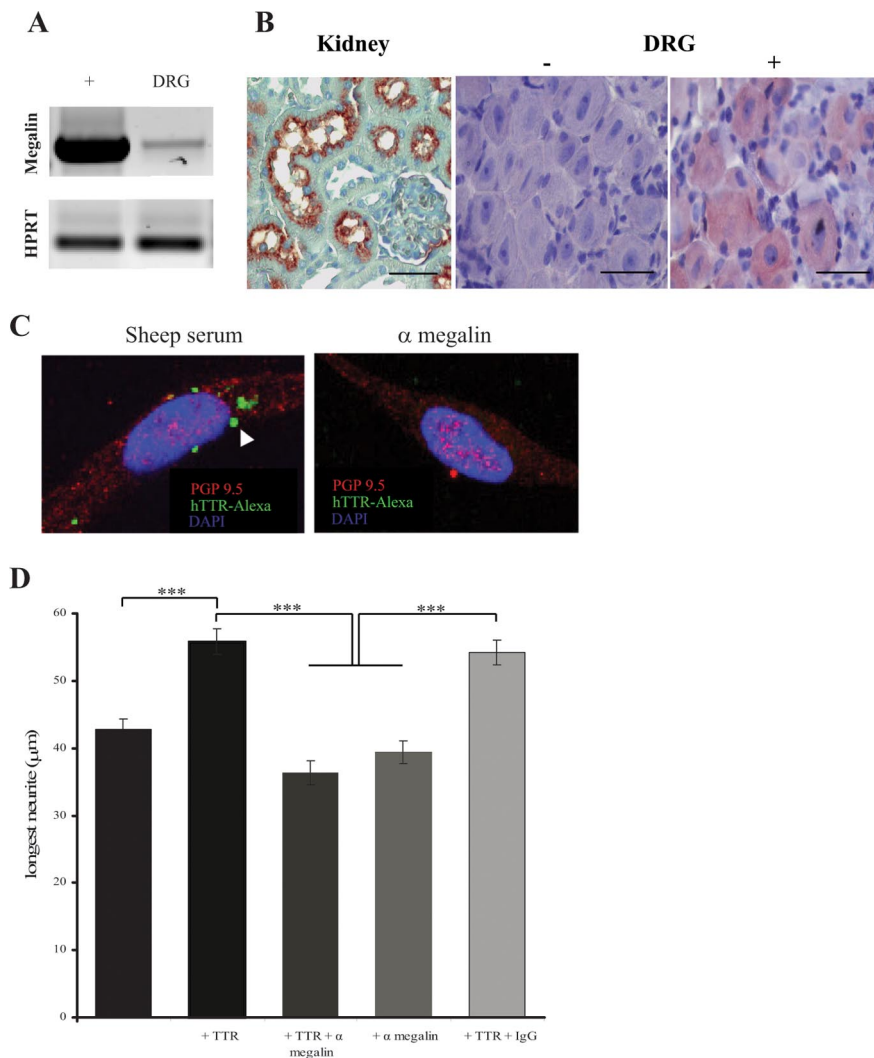 A
+ DRG
Megalin
HPRT
B
Kidney DRG
- +
C
Sheep serum α megalin
PGP 9.5
hTTR-Alexa
DAPI
PGP 9.5
hTTR-Alexa
DAPI
D
*** *** ***
60
50
40
30
20
10
0
longest neurite (μm)
+ TTR
+ TTR + α
megalin
+ α megalin
+ TTR + IgG